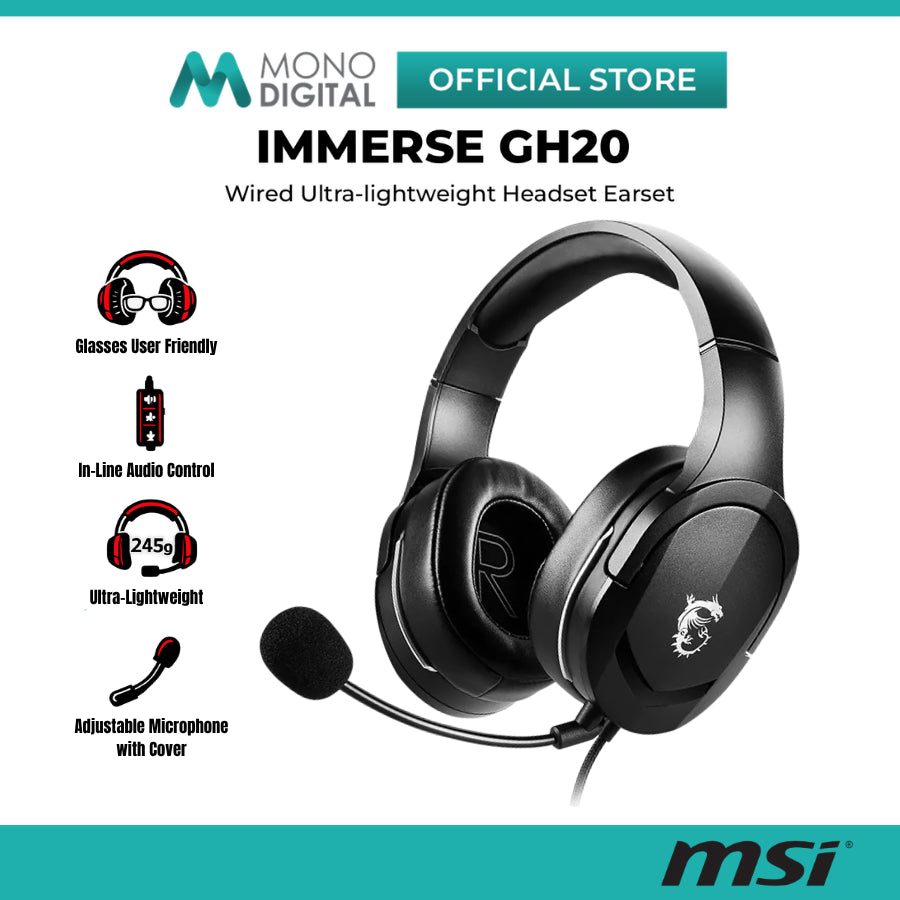 MONO
DIGITAL
OFFICIAL STORE
IMMERSE GH20
Wired Ultra-lightweight Headset Earset
Glasses User Friendly
In-Line Audio Control
245g
Ultra-Lightweight
Adjustable Microphone
with Cover
R
msi®